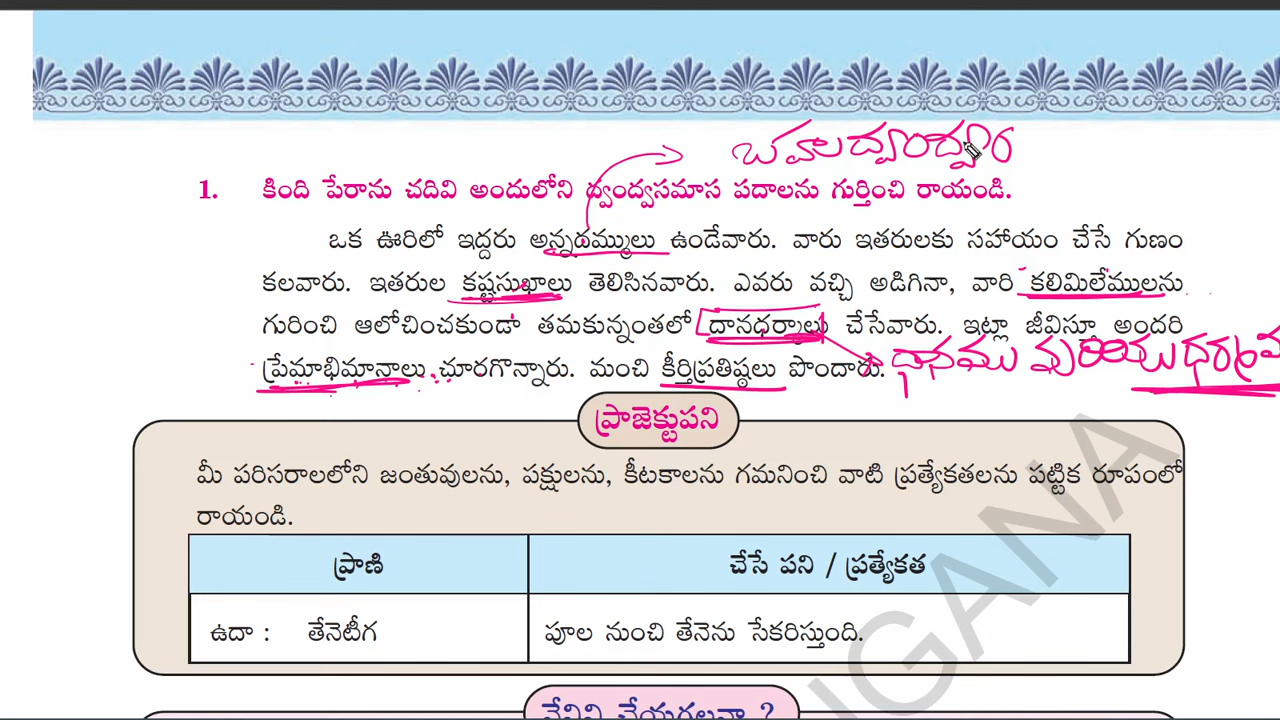 బహుళద్వంద్వ
1. కింది పేరాను చదివి అందులోని ద్వంద్వసమాస పదాలను గుర్తించి రాయండి.
ఒక ఊరిలో ఇద్దరు అన్నదమ్ములు ఉండేవారు. వారు ఇతరులకు సహాయం చేసే గుణం
కలవారు. ఇతరుల కష్టసుఖాలు తెలిసినవారు. ఎవరు వచ్చి అడిగినా, వారి కలిమిలేములను
గురించి ఆలోచించకుండా తమకున్నంతలో దానధర్మాలు చేసేవారు. ఇట్లా జీవిస్తూ అందరి
దానము మరియు
ప్రేమాభిమానాలు చూరగొన్నారు. మంచి కీర్తిప్రతిష్ఠలు పొందారు.
ప్రాజెక్టుపని
మీ పరిసరాలలోని జంతువులను, పక్షులను, కీటకాలను గమనించి వాటి ప్రత్యేకతలను పట్టిక రూపంలో
రాయండి.
ప్రాణి చేసే పని / ప్రత్యేకత
ఉదా : తేనెటీగ పూల నుంచి తేనెను సేకరిస్తుంది.